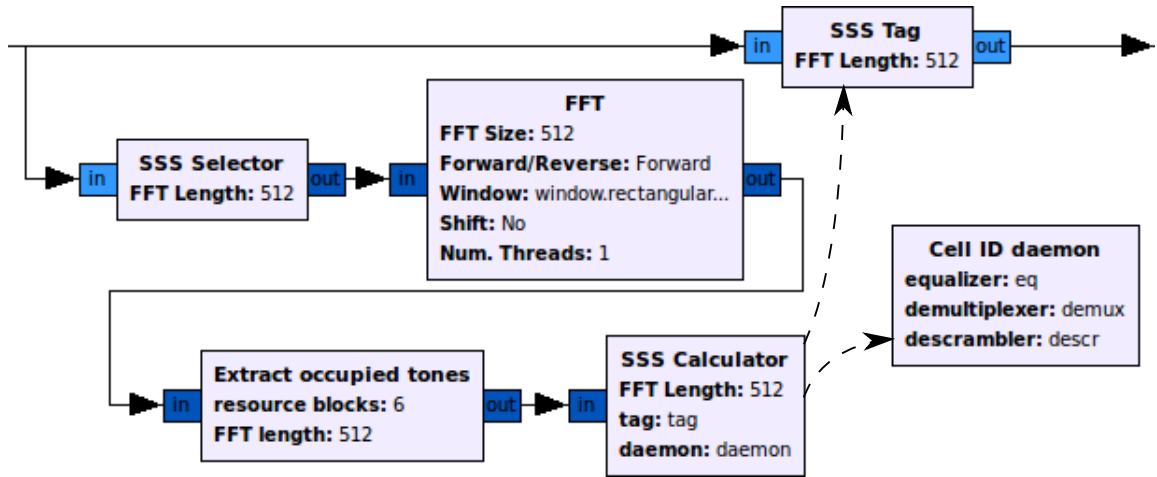 in
SSS Tag
FFT Length: 512
out
in
SSS Selector
FFT Length: 512
out
in
FFT
FFT Size: 512
Forward/Reverse: Forward
Window: window.rectangular...
Shift: No
Num. Threads: 1
out
Cell ID daemon
equalizer: eq
demultiplexer: demux
descrambler: descr
in
Extract occupied tones
resource blocks: 6
FFT length: 512
out
in
SSS Calculator
FFT Length: 512
tag: tag
daemon: daemon